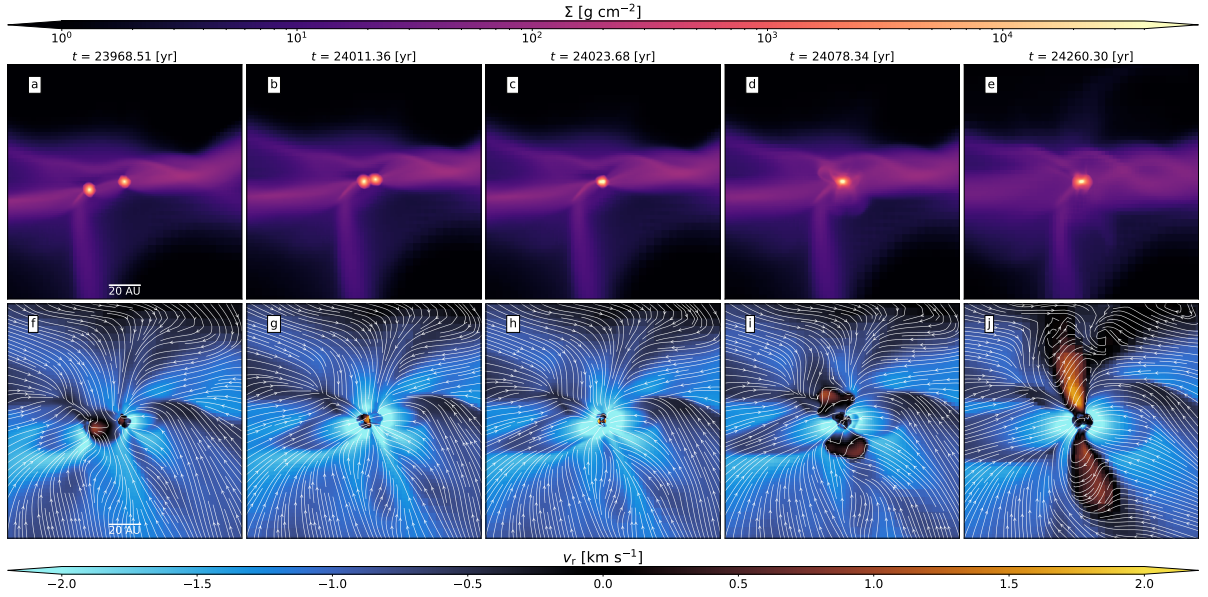 Σ [g cm⁻²]
10⁰ 10¹ 10² 10³ 10⁴
t = 23968.51 [yr] t = 24011.36 [yr] t = 24023.68 [yr] t = 24078.34 [yr] t = 24260.30 [yr]
a b c d e
20 AU
f g h i j
20 AU
vᵣ [km s⁻¹]
−2.0 −1.5 −1.0 −0.5 0.0 0.5 1.0 1.5 2.0